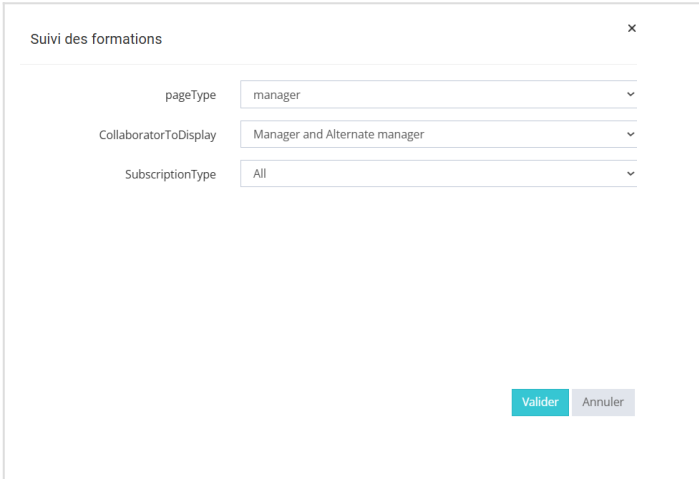 Suivi des formations
pageType manager
CollaboratorToDisplay Manager and Alternate manager
SubscriptionType All
Valider Annuler